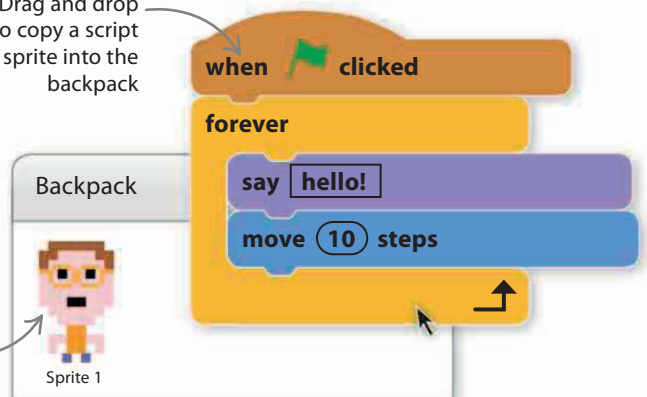 Drag and drop
to copy a script
sprite into the
backpack
when clicked
forever
say hello!
move 10 steps
Backpack
Sprite 1